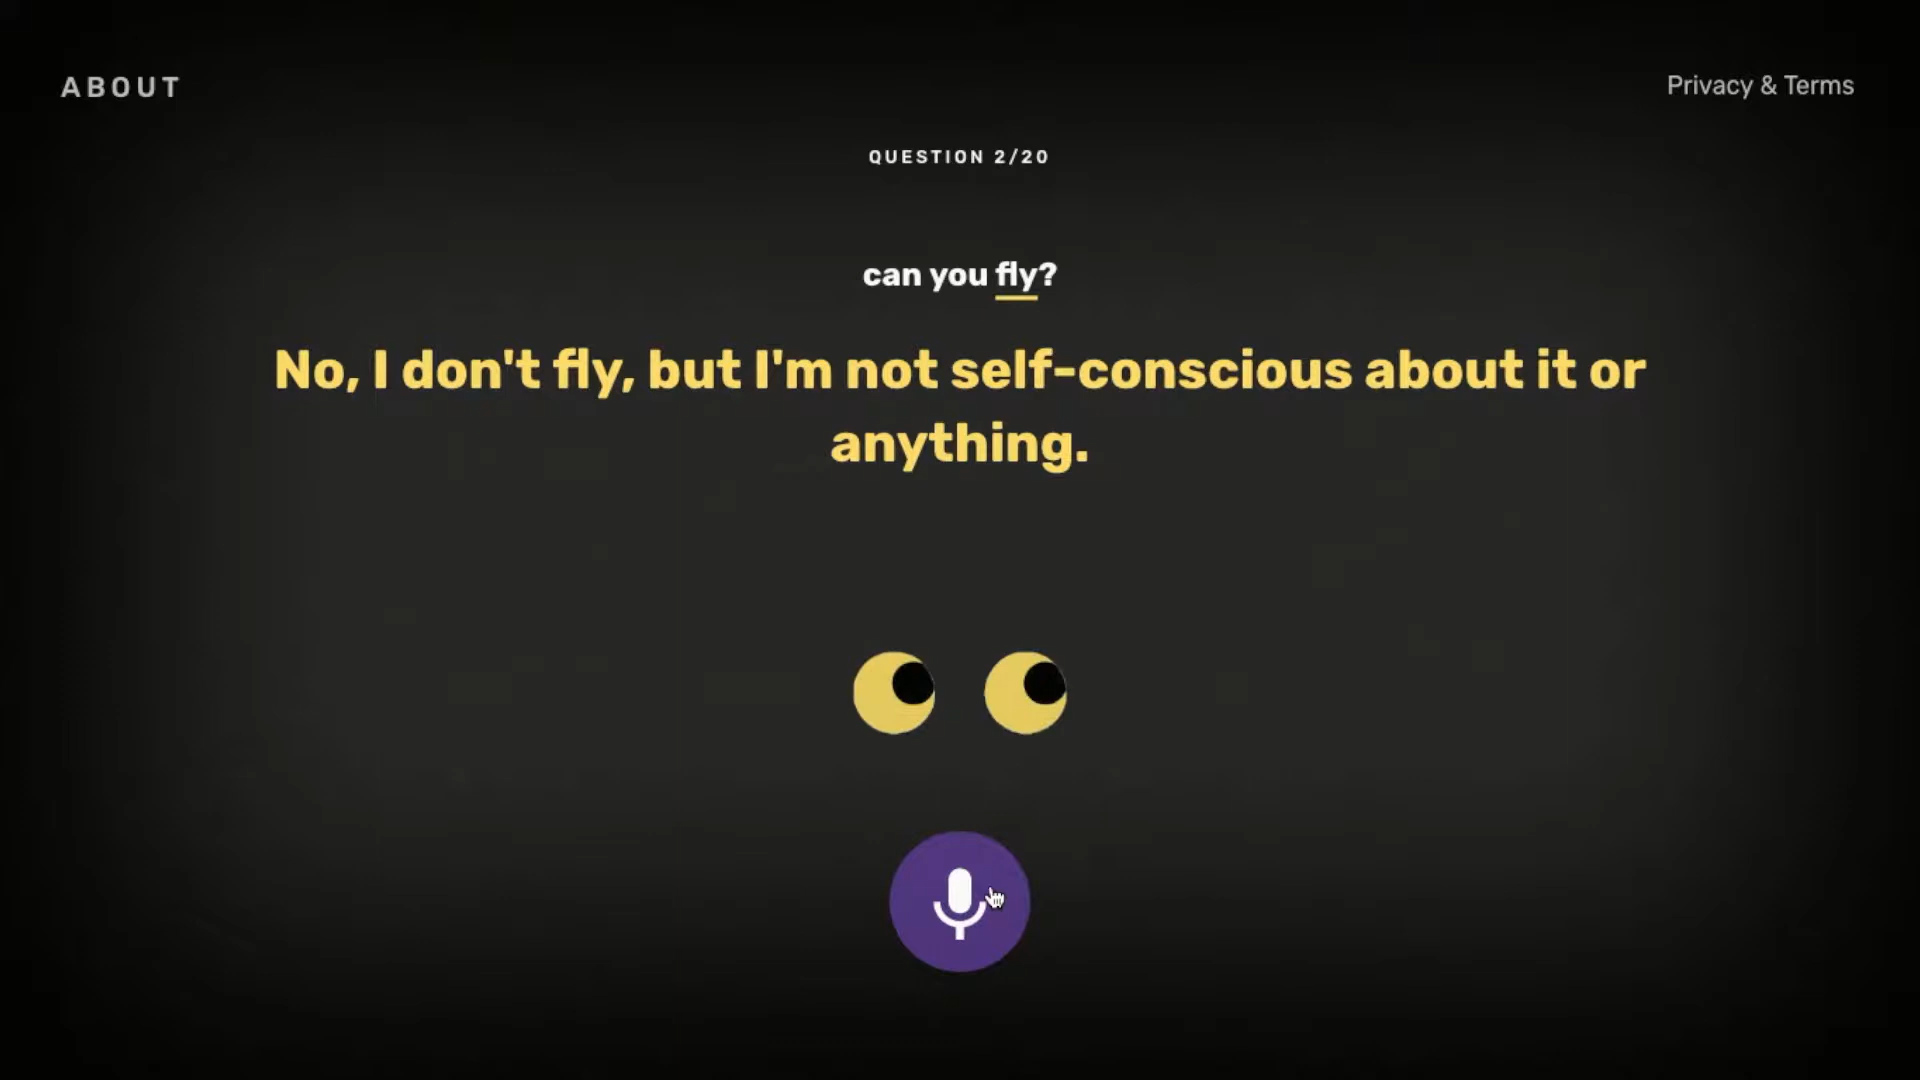 ABOUT
Privacy & Terms
QUESTION 2/20
can you fly?
No, I don't fly, but I'm not self-conscious about it or
anything.